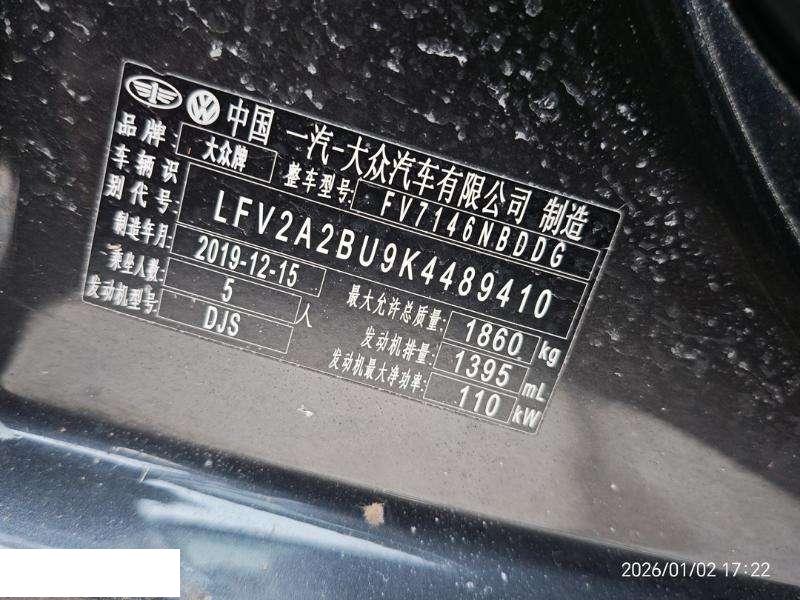 中国 一汽-大众汽车有限公司 制造
品牌: 大众牌 整车型号: FV7146NBDDG
车辆识别代号: LFV2A2BU9K4489410
制造年月: 2019-12-15 最大允许总质量: 1860 kg
乘坐人数: 5 人 发动机排量: 1395 mL
发动机型号: DJS 发动机最大净功率: 110 kW
2026/01/02 17:22